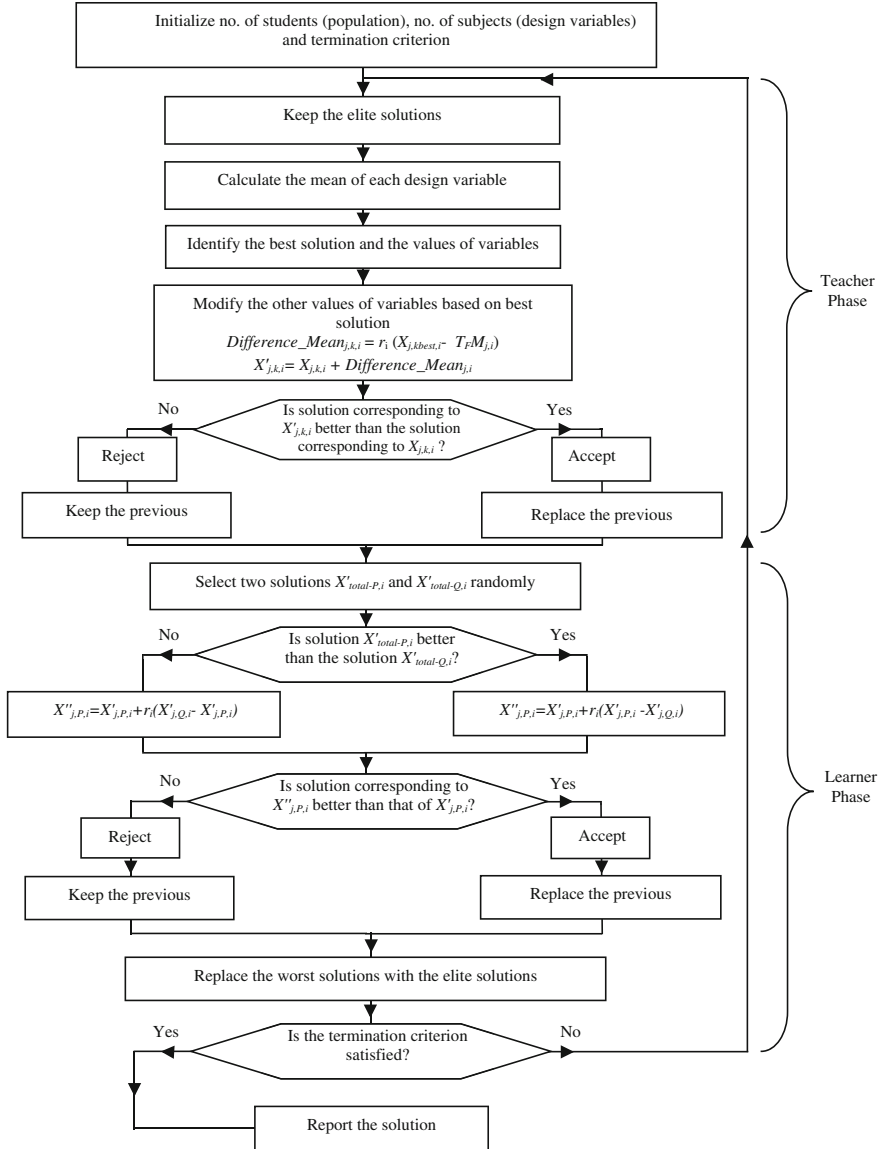 Initialize no. of students (population), no. of subjects (design variables)
and termination criterion
Keep the elite solutions
Calculate the mean of each design variable
Identify the best solution and the values of variables
Modify the other values of variables based on best
solution
Difference_Mean_{j,k,i} = r_i (X_{j,kbest,i}- T_F M_{j,i})
X'_{j,k,i}= X_{j,k,i} + Difference_Mean_{j,i}
Teacher
Phase
No
Is solution corresponding to
X'_{j,k,i} better than the solution
corresponding to X_{j,k,i} ?
Yes
Reject
Accept
Keep the previous
Replace the previous
Select two solutions X'_{total-P,i} and X'_{total-Q,i} randomly
No
Is solution X'_{total-P,i} better
than the solution X'_{total-Q,i}?
Yes
X''_{j,P,i}=X'_{j,P,i}+r_i(X'_{j,Q,i}- X'_{j,P,i})
X''_{j,P,i}=X'_{j,P,i}+r_i(X'_{j,P,i} -X'_{j,Q,i})
No
Is solution corresponding to
X''_{j,P,i} better than that of X'_{j,P,i}?
Yes
Learner
Phase
Reject
Accept
Keep the previous
Replace the previous
Replace the worst solutions with the elite solutions
Yes
Is the termination criterion
satisfied?
No
Report the solution